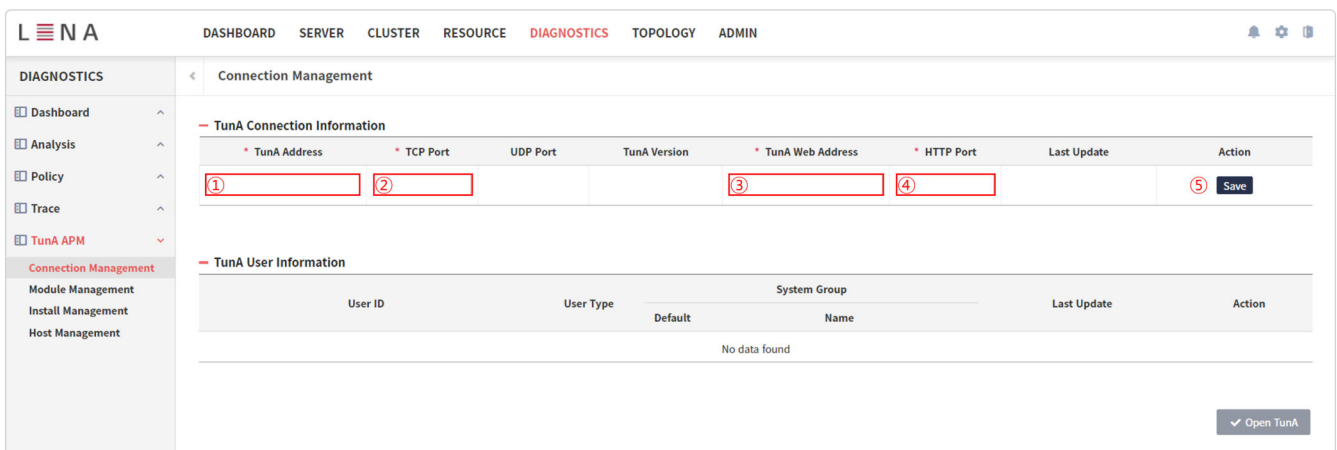 LENA
DASHBOARD SERVER CLUSTER RESOURCE DIAGNOSTICS TOPOLOGY ADMIN
DIAGNOSTICS
Connection Management
Dashboard
Analysis
Policy
Trace
TunA APM
Connection Management
Module Management
Install Management
Host Management
TunA Connection Information
* TunA Address * TCP Port UDP Port TunA Version * TunA Web Address * HTTP Port Last Update Action
① ② ③ ④ ⑤ Save
TunA User Information
User ID User Type System Group Last Update Action
Default Name
No data found
Open TunA